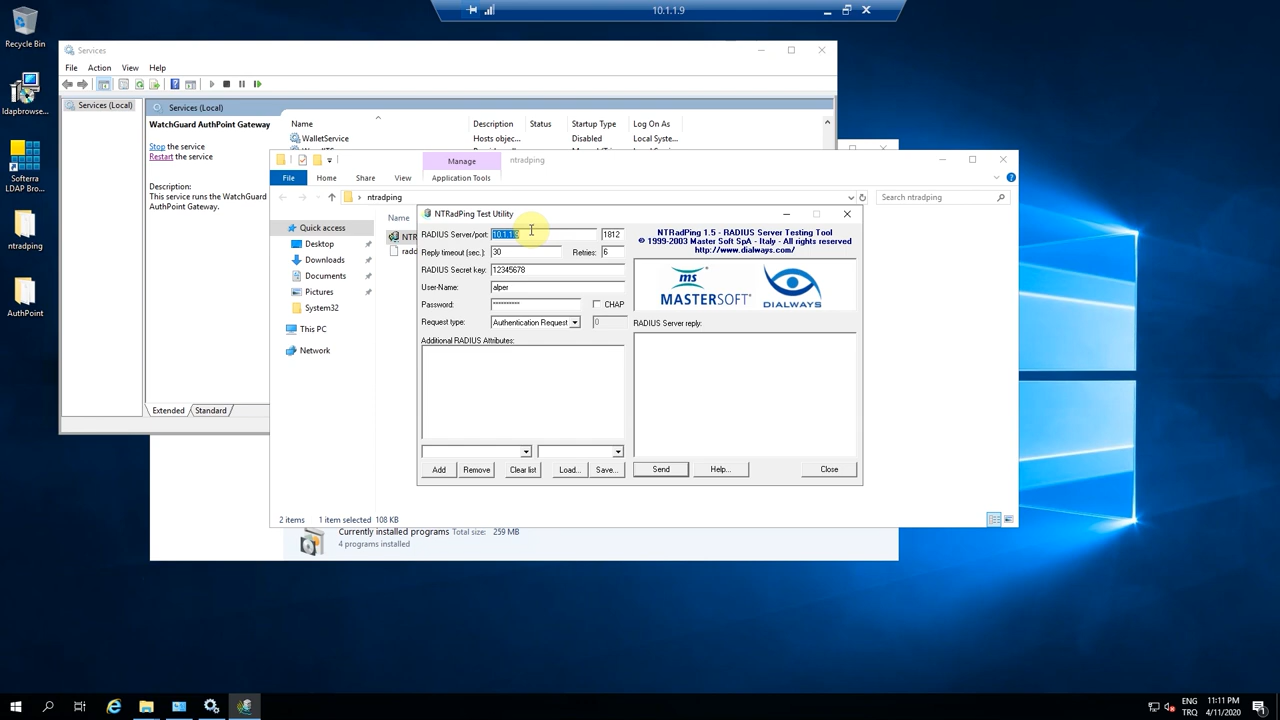 10.1.1.9
Recycle Bin
ldapbrowse...
Softerra
LDAP Bro...
ntradping
AuthPoint
Services
File Action View Help
Services (Local)
Services (Local)
WatchGuard AuthPoint Gateway
Stop the service
Restart the service
Description:
This service runs the WatchGuard
AuthPoint Gateway.
Name Description Status Startup Type Log On As
WalletService Hosts objec... Disabled Local Syste...
Extended Standard
Manage ntradping
File Home Share View Application Tools
ntradping
Search ntradping
Name
Quick access
Desktop
Downloads
Documents
Pictures
System32
This PC
Network
NTR
radd
2 items 1 item selected 108 KB
NTRadPing Test Utility
RADIUS Server/port: 1812
Reply timeout (sec.): 30 Retries: 6
RADIUS Secret key: 12345678
User-Name: alper
Password: ********** CHAP
Request type: Authentication Request 0
Additional RADIUS Attributes:
Add Remove Clear list Load... Save...
NTRadPing 1.5 - RADIUS Server Testing Tool
© 1999-2003 Master Soft SpA - Italy - All rights reserved
http://www.dialways.com/
ms
MASTERSOFT DIALWAYS
RADIUS Server reply:
Send Help... Close
Currently installed programs Total size: 259 MB
4 programs installed
ENG 11:11 PM
TRQ 4/11/2020
1